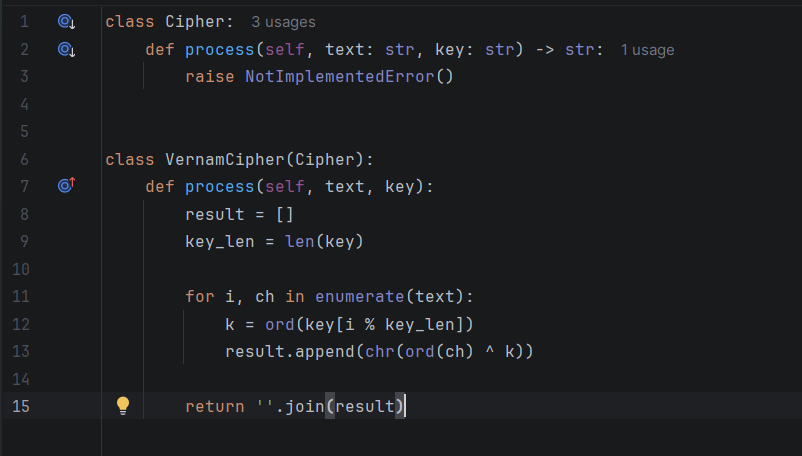 1 class Cipher: 3 usages
2     def process(self, text: str, key: str) -> str: 1 usage
3         raise NotImplementedError()
4
5
6 class VernamCipher(Cipher):
7     def process(self, text, key):
8         result = []
9         key_len = len(key)
10
11         for i, ch in enumerate(text):
12             k = ord(key[i % key_len])
13             result.append(chr(ord(ch) ^ k))
14
15         return ''.join(result)